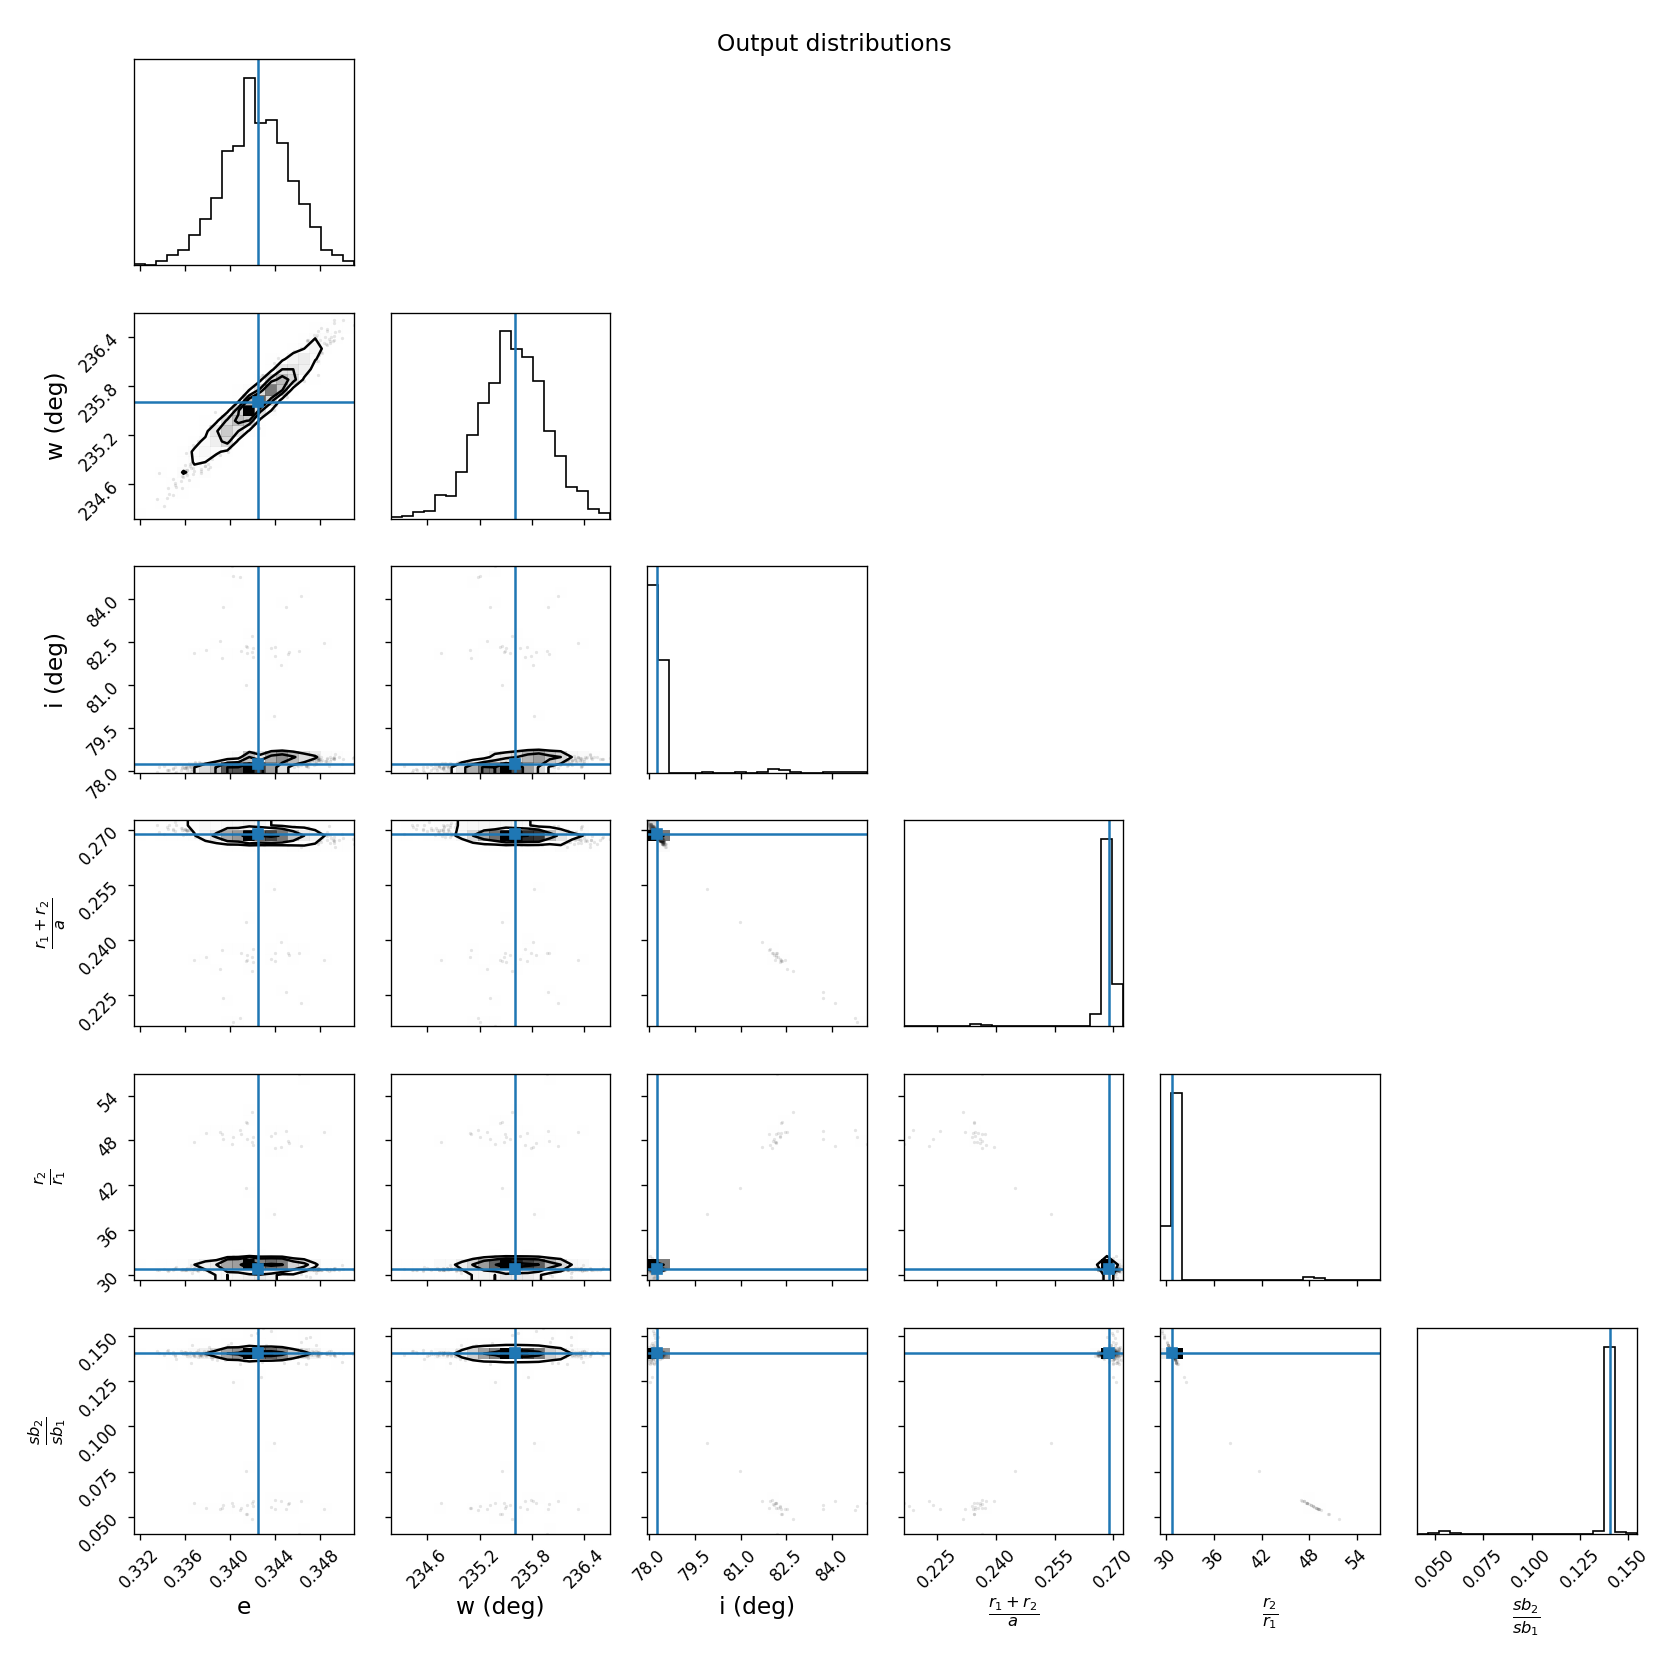 Output distributions
w (deg)
236.4
235.8
235.2
234.6
i (deg)
84.0
82.5
81.0
79.5
78.0
r₁ + r₂
a
0.270
0.255
0.240
0.225
r₂
r₁
54
48
42
36
30
sb₂
sb₁
0.150
0.125
0.100
0.075
0.050
0.332 0.336 0.340 0.344 0.348
234.6 235.2 235.8 236.4
78.0 79.5 81.0 82.5 84.0
0.225 0.240 0.255 0.270
30 36 42 48 54
0.050 0.075 0.100 0.125 0.150
e
w (deg)
i (deg)
r₁ + r₂
a
r₂
r₁
sb₂
sb₁